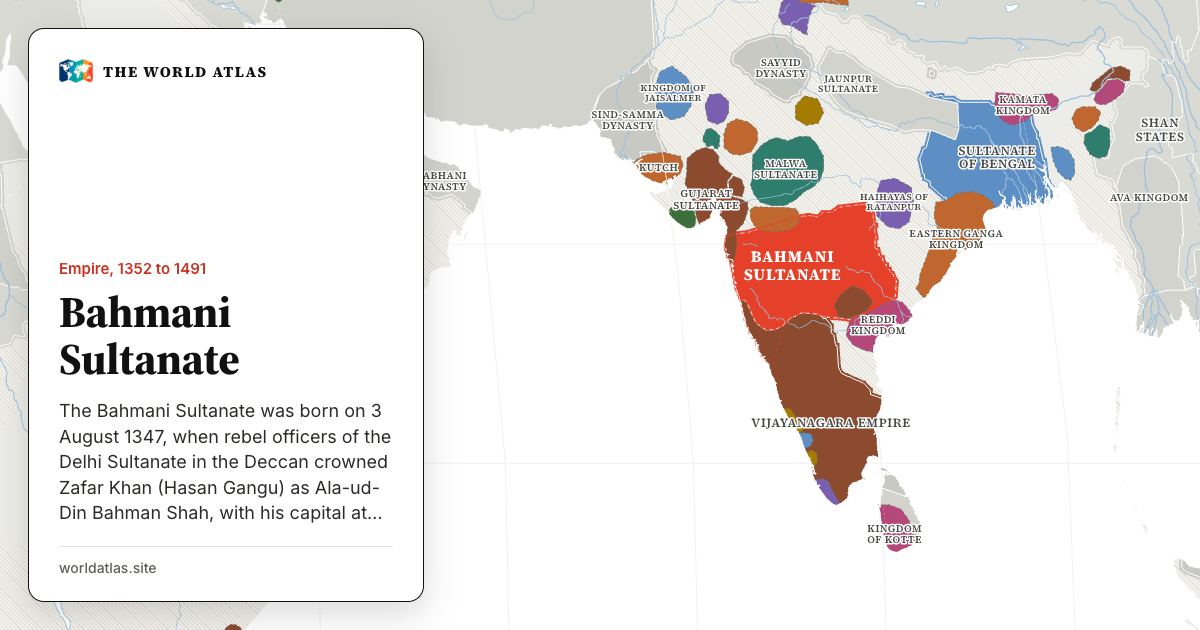 THE WORLD ATLAS
Empire, 1352 to 1491
Bahmani
Sultanate
The Bahmani Sultanate was born on 3
August 1347, when rebel officers of the
Delhi Sultanate in the Deccan crowned
Zafar Khan (Hasan Gangu) as Ala-ud-
Din Bahman Shah, with his capital at...
worldatlas.site
SAYYID
DYNASTY
JAUNPUR
SULTANATE
KINGDOM OF
JAISALMER
SIND-SAMMA
DYNASTY
KAMATA
KINGDOM
SHAN
STATES
SULTANATE
OF BENGAL
KUTCH
MALWA
SULTANATE
ABHANI
YNASTY
GUJARAT
SULTANATE
HAIHAYAS OF
RATANPUR
AVA KINGDOM
EASTERN GANGA
KINGDOM
BAHMANI
SULTANATE
REDDI
KINGDOM
VIJAYANAGARA EMPIRE
KINGDOM
OF KOTTE